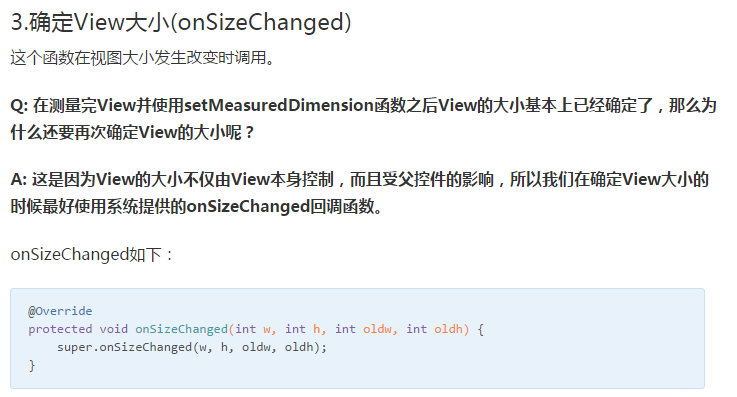 3.确定View大小(onSizeChanged)
这个函数在视图大小发生改变时调用。
Q: 在测量完View并使用setMeasuredDimension函数之后View的大小基本上已经确定了，那么为
什么还要再次确定View的大小呢？
A: 这是因为View的大小不仅由View本身控制，而且受父控件的影响，所以我们在确定View大小的
时候最好使用系统提供的onSizeChanged回调函数。
onSizeChanged如下：
@Override
protected void onSizeChanged(int w, int h, int oldw, int oldh) {
    super.onSizeChanged(w, h, oldw, oldh);
}